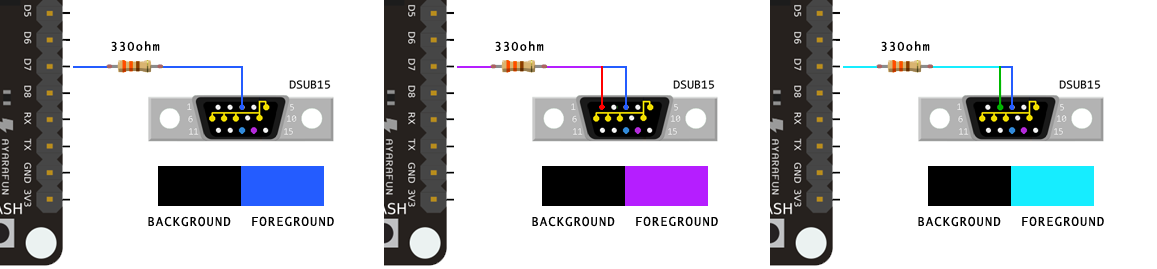 D5
D6
D7
D8
RX
TX
GND
3V3
AYARAFUN
ASH
330ohm
DSUB15
1
5
6
10
11
15
BACKGROUND FOREGROUND
D5
D6
D7
D8
RX
TX
GND
3V3
AYARAFUN
ASH
330ohm
DSUB15
1
5
6
10
11
15
BACKGROUND FOREGROUND
D5
D6
D7
D8
RX
TX
GND
3V3
AYARAFUN
ASH
330ohm
DSUB15
1
5
6
10
11
15
BACKGROUND FOREGROUND